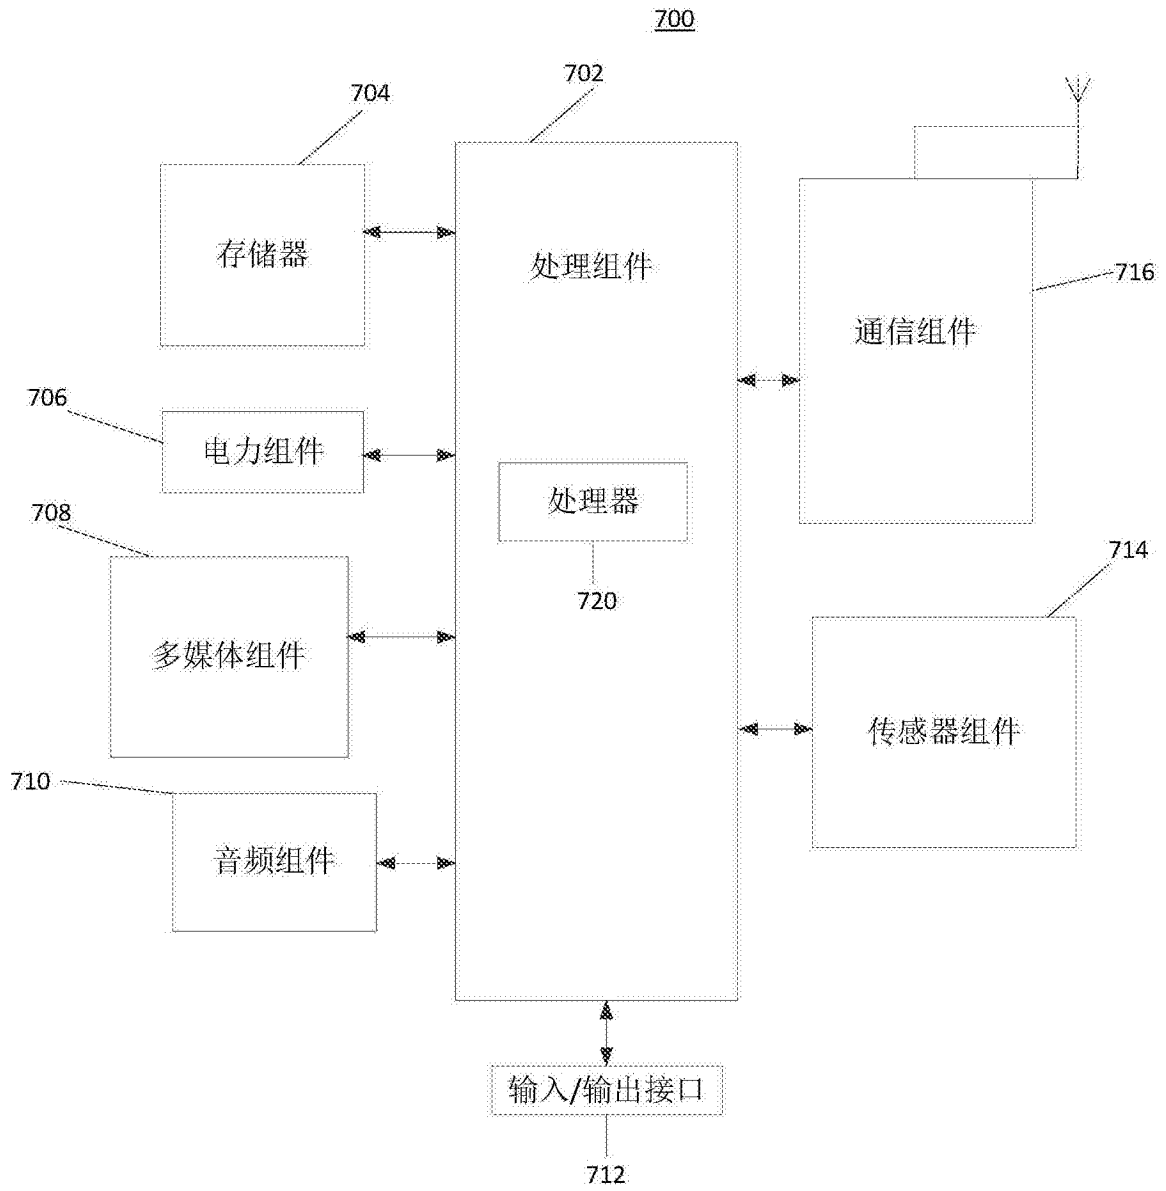 700
702
704
存储器
处理组件
716
通信组件
706
电力组件
处理器
708
720
714
多媒体组件
传感器组件
710
音频组件
输入/输出接口
712